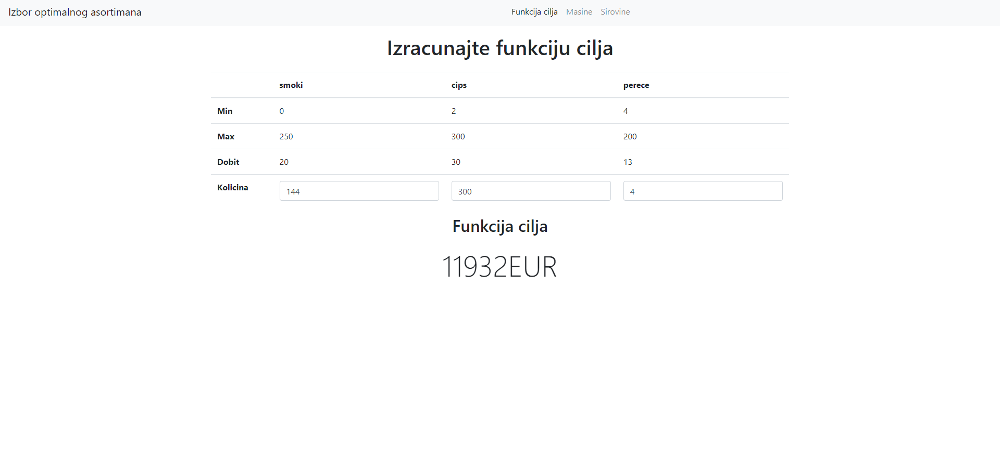 Izbor optimalnog asortimana Funkcija cilja Masine Sirovine
Izracunajte funkciju cilja
smoki cips perece
Min 0 2 4
Max 250 300 200
Dobit 20 30 13
Kolicina 144 300 4
Funkcija cilja
11932EUR